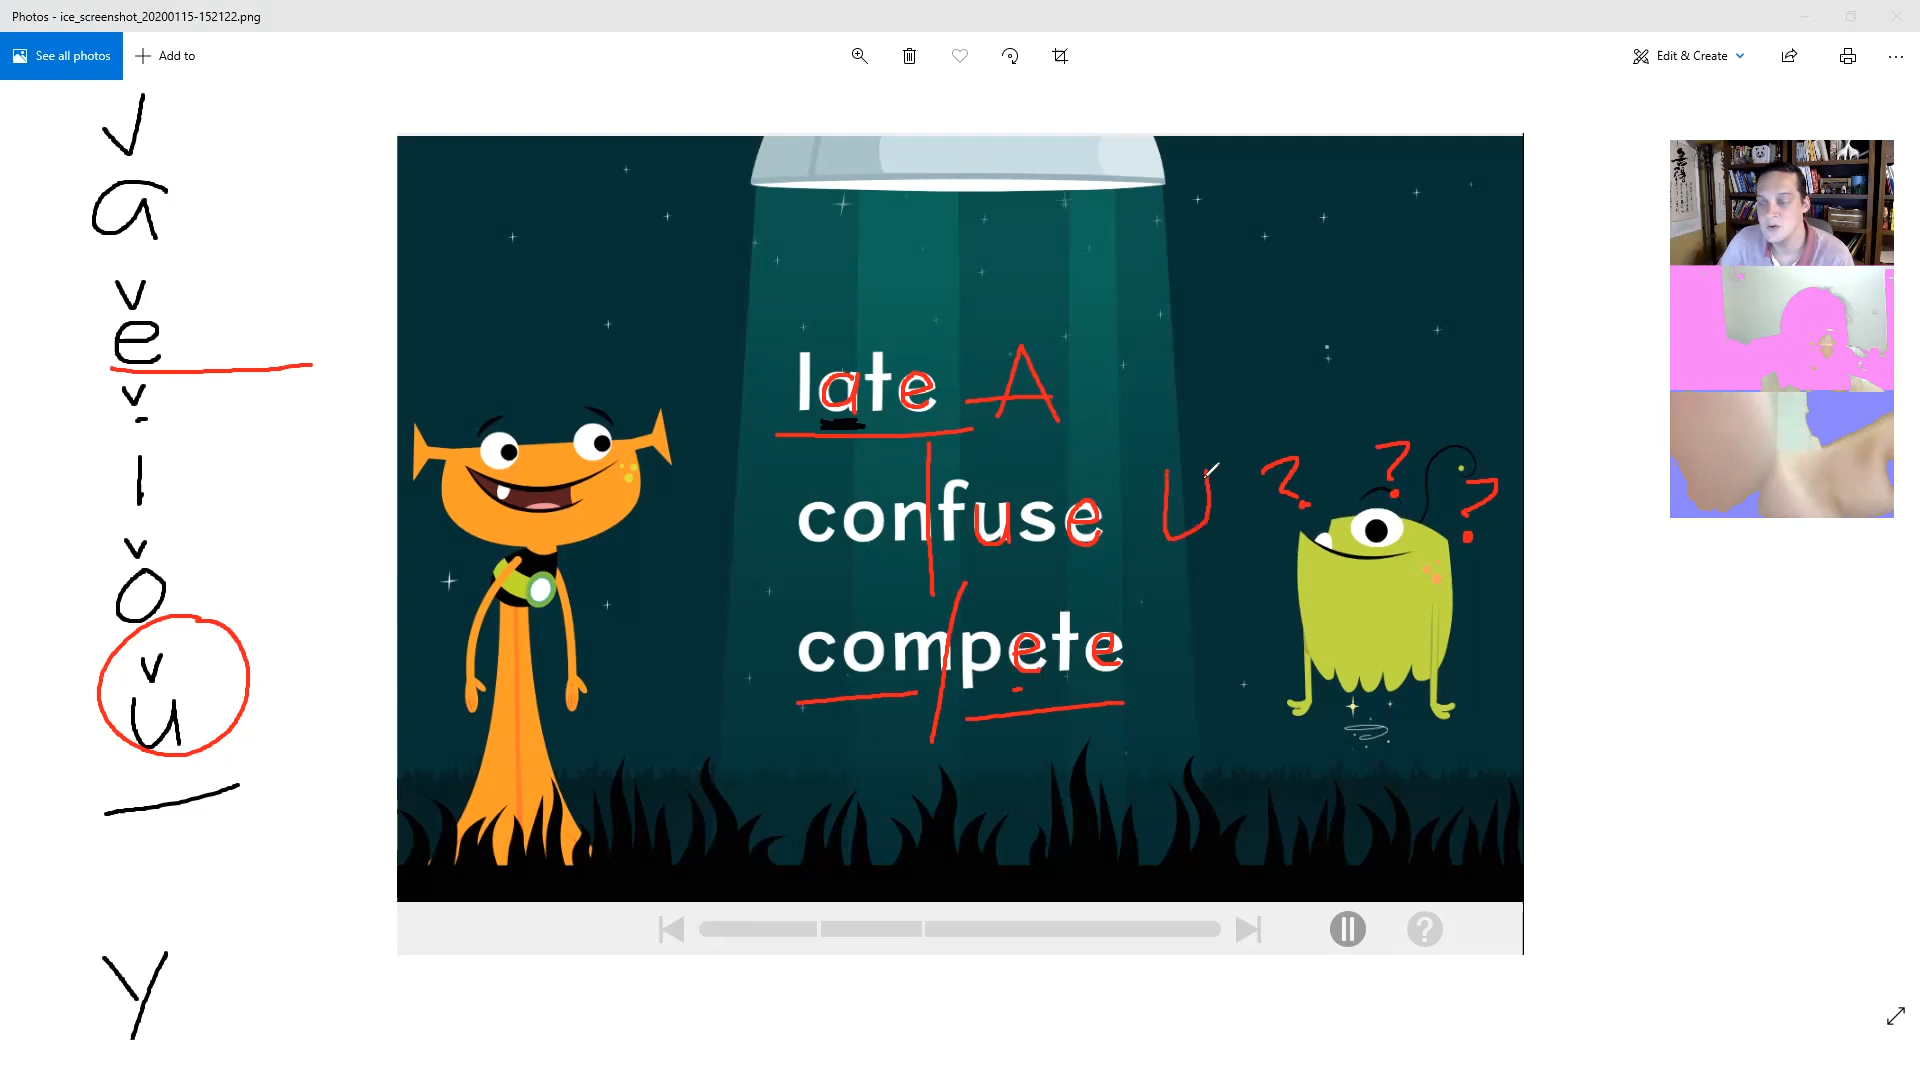 Photos - ice_screenshot_20200115-152122.png
See all photos
Add to
Edit & Create
a
e
i
o
u
y
late A
confuse U ? ? ?
compete
?